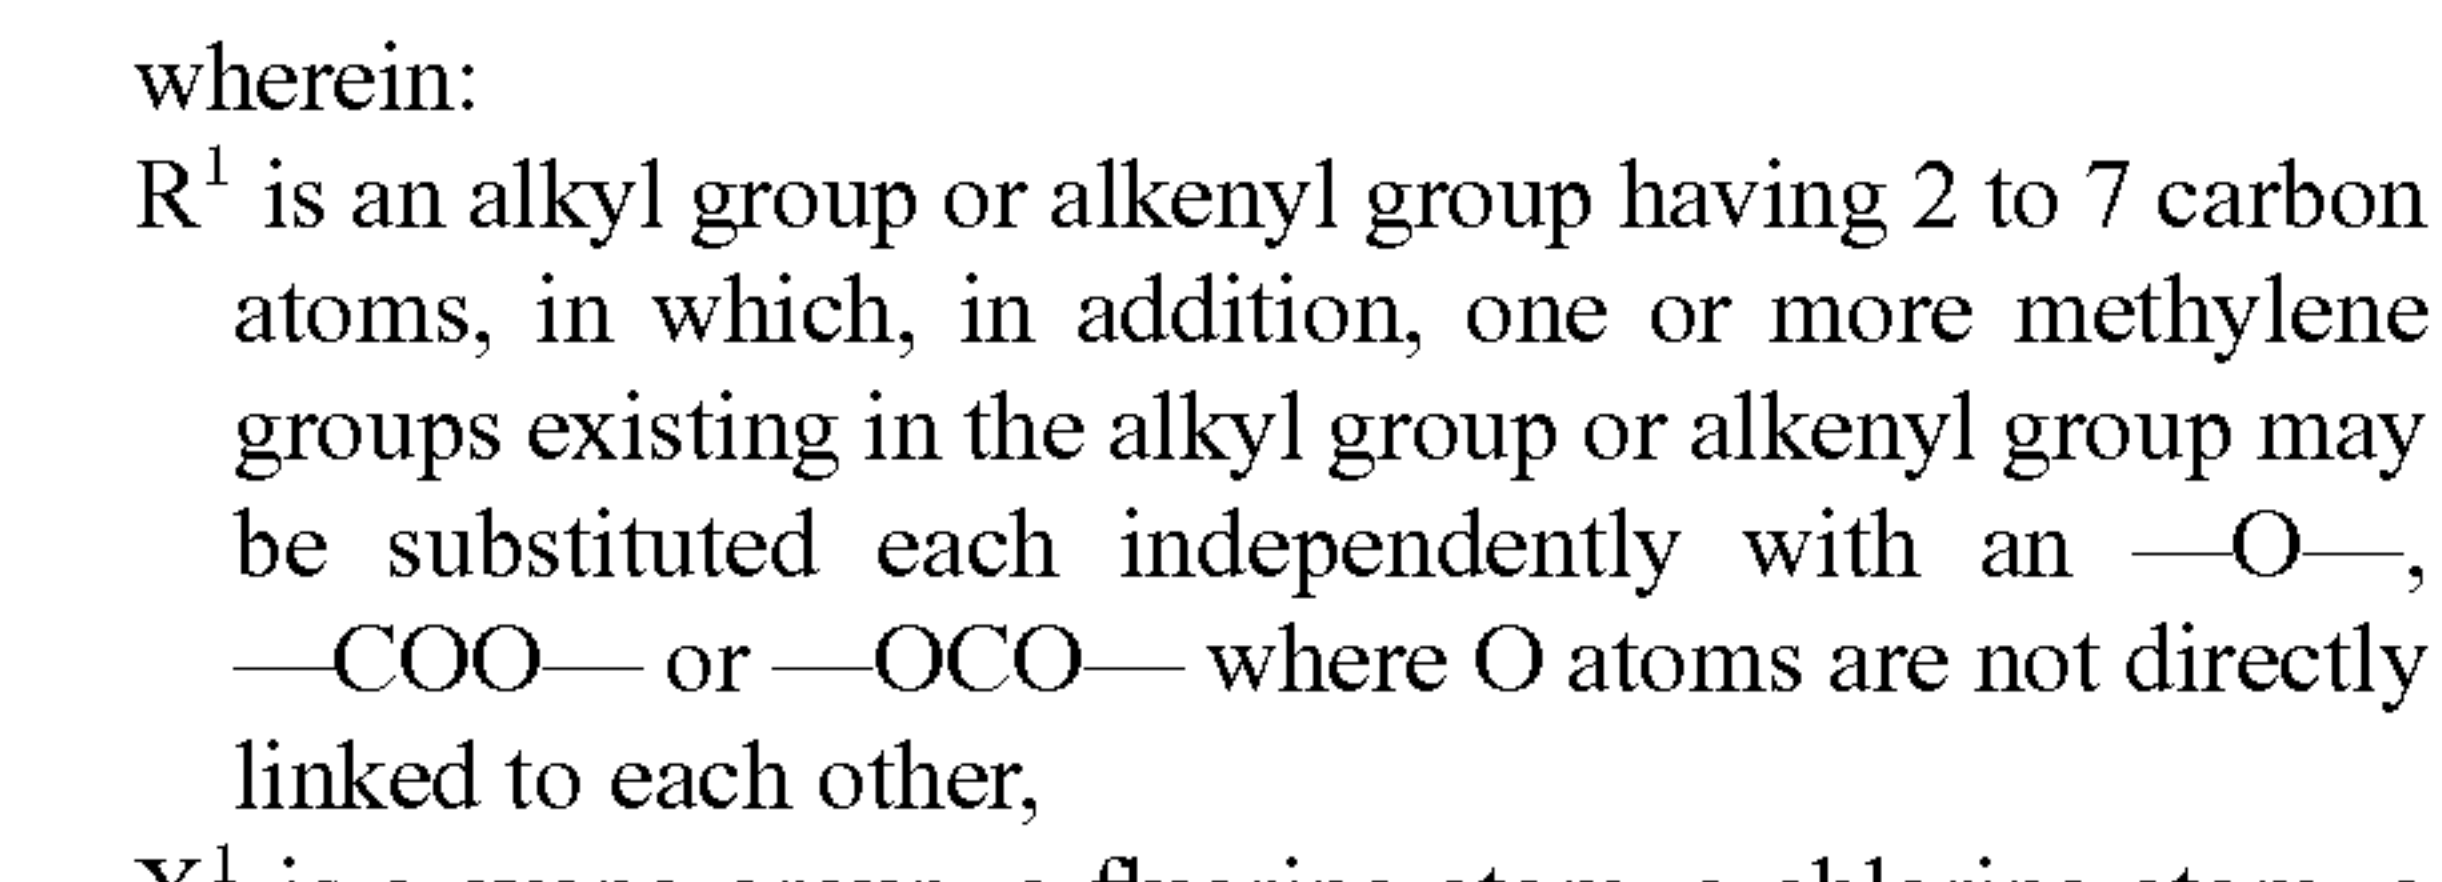 wherein:
R¹ is an alkyl group or alkenyl group having 2 to 7 carbon
atoms, in which, in addition, one or more methylene
groups existing in the alkyl group or alkenyl group may
be substituted each independently with an —O—,
—COO— or —OCO— where O atoms are not directly
linked to each other,